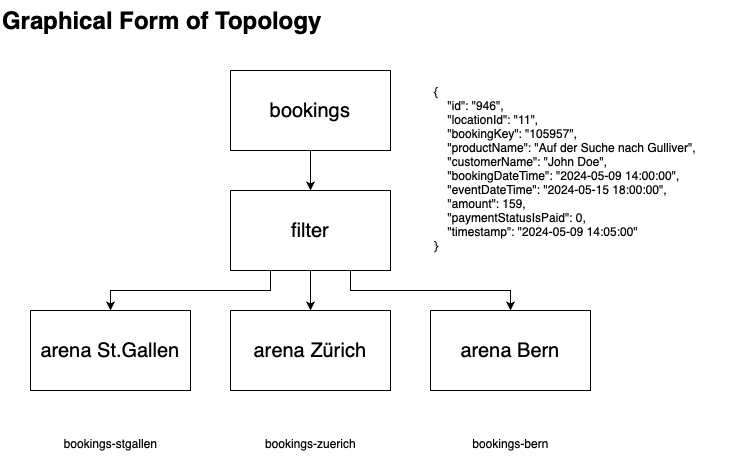 Graphical Form of Topology
bookings
{
"id": "946",
"locationId": "11",
"bookingKey": "105957",
"productName": "Auf der Suche nach Gulliver",
"customerName": "John Doe",
"bookingDateTime": "2024-05-09 14:00:00",
"eventDateTime": "2024-05-15 18:00:00",
"amount": 159,
"paymentStatusIsPaid": 0,
"timestamp": "2024-05-09 14:05:00"
}
filter
arena St.Gallen
arena Zürich
arena Bern
bookings-stgallen
bookings-zuerich
bookings-bern